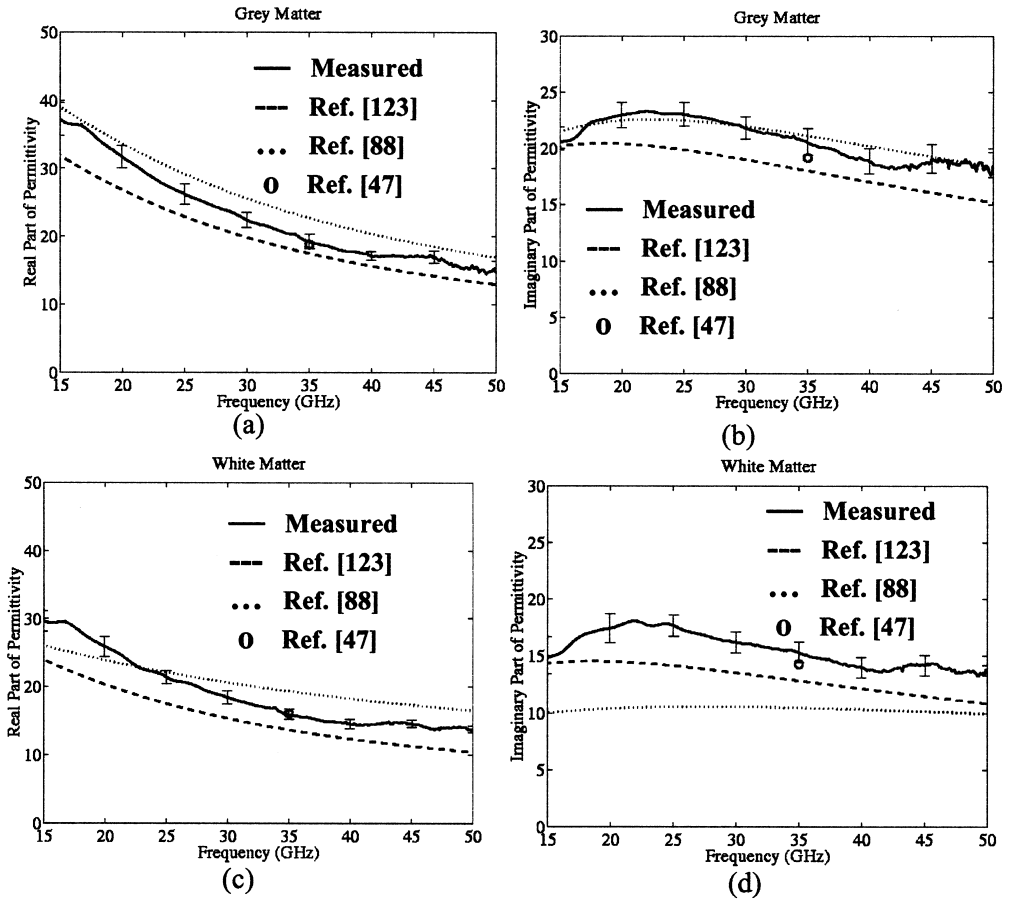 Grey Matter
50
40
30
20
10
0
Real Part of Permittivity
Measured
Ref. [123]
Ref. [88]
O Ref. [47]
15 20 25 30 35 40 45 50
Frequency (GHz)
(a)
Grey Matter
30
25
20
15
10
5
0
Imaginary Part of Permittivity
Measured
Ref. [123]
Ref. [88]
O Ref. [47]
15 20 25 30 35 40 45 50
Frequency (GHz)
(b)
White Matter
50
40
30
20
10
0
Real Part of Permittivity
Measured
Ref. [123]
Ref. [88]
O Ref. [47]
15 20 25 30 35 40 45 50
Frequency (GHz)
(c)
White Matter
30
25
20
15
10
5
0
Imaginary Part of Permittivity
Measured
Ref. [123]
Ref. [88]
O Ref. [47]
15 20 25 30 35 40 45 50
Frequency (GHz)
(d)